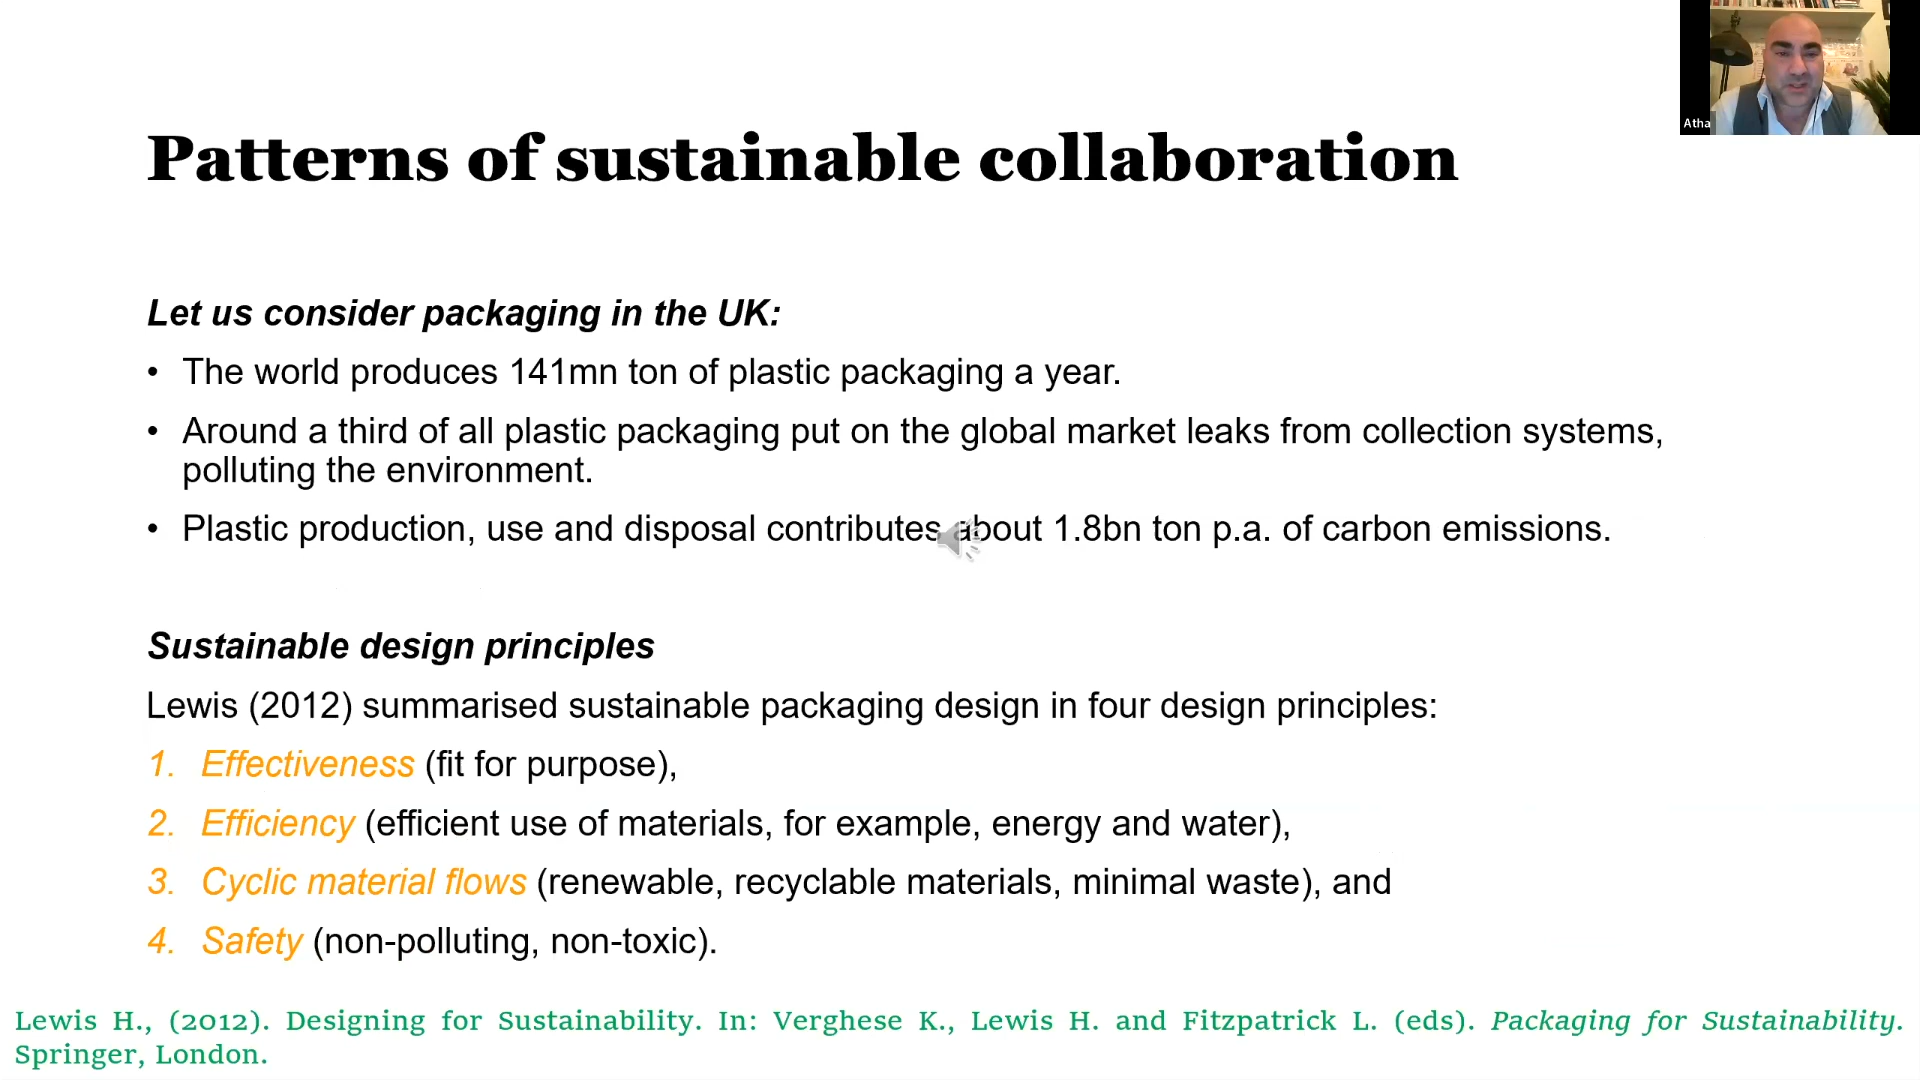 Atha
Patterns of sustainable collaboration
Let us consider packaging in the UK:
• The world produces 141mn ton of plastic packaging a year.
• Around a third of all plastic packaging put on the global market leaks from collection systems,
polluting the environment.
• Plastic production, use and disposal contributes about 1.8bn ton p.a. of carbon emissions.
Sustainable design principles
Lewis (2012) summarised sustainable packaging design in four design principles:
1. Effectiveness (fit for purpose),
2. Efficiency (efficient use of materials, for example, energy and water),
3. Cyclic material flows (renewable, recyclable materials, minimal waste), and
4. Safety (non-polluting, non-toxic).
Lewis H., (2012). Designing for Sustainability. In: Verghese K., Lewis H. and Fitzpatrick L. (eds). Packaging for Sustainability.
Springer, London.